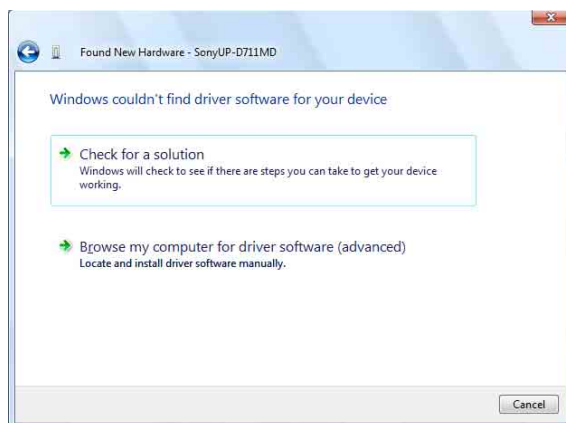 Found New Hardware - SonyUP-D711MD
Windows couldn't find driver software for your device
Check for a solution
Windows will check to see if there are steps you can take to get your device
working.
Browse my computer for driver software (advanced)
Locate and install driver software manually.
Cancel